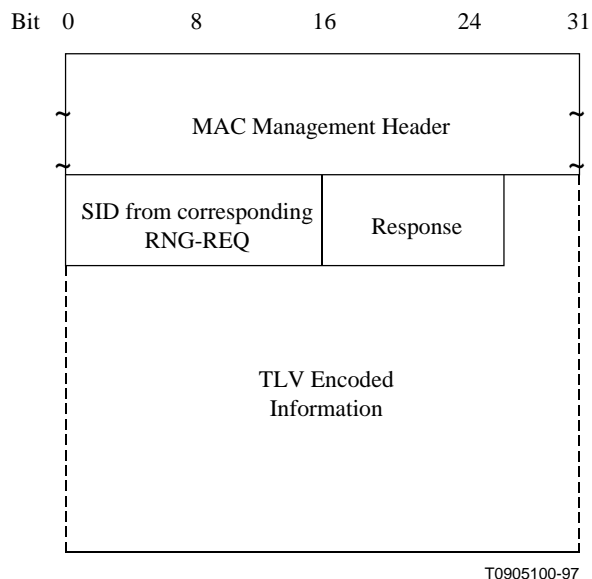 Bit 0 8 16 24 31
MAC Management Header
SID from corresponding
RNG-REQ
Response
TLV Encoded
Information
T0905100-97